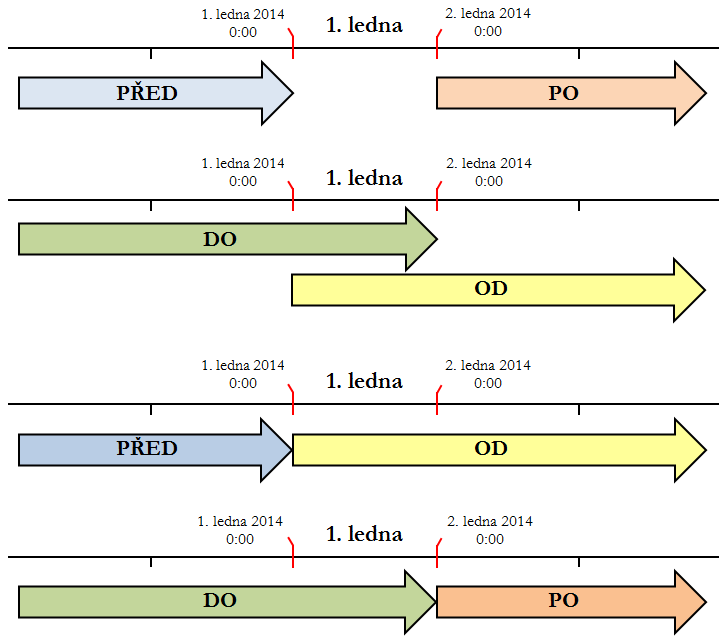 1. ledna 2014
0:00
1. ledna
2. ledna 2014
0:00
PŘED
PO
1. ledna 2014
0:00
1. ledna
2. ledna 2014
0:00
DO
OD
1. ledna 2014
0:00
1. ledna
2. ledna 2014
0:00
PŘED
OD
1. ledna 2014
0:00
1. ledna
2. ledna 2014
0:00
DO
PO